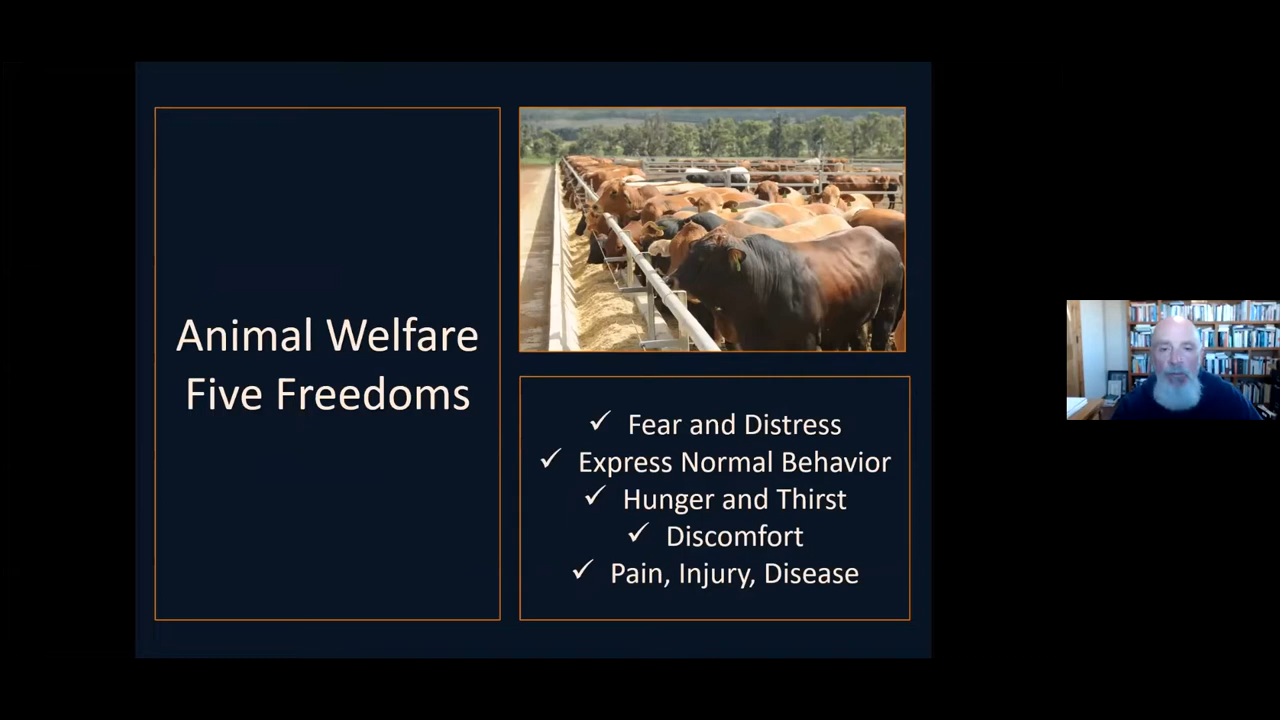 Animal Welfare
Five Freedoms
✓ Fear and Distress
✓ Express Normal Behavior
✓ Hunger and Thirst
✓ Discomfort
✓ Pain, Injury, Disease